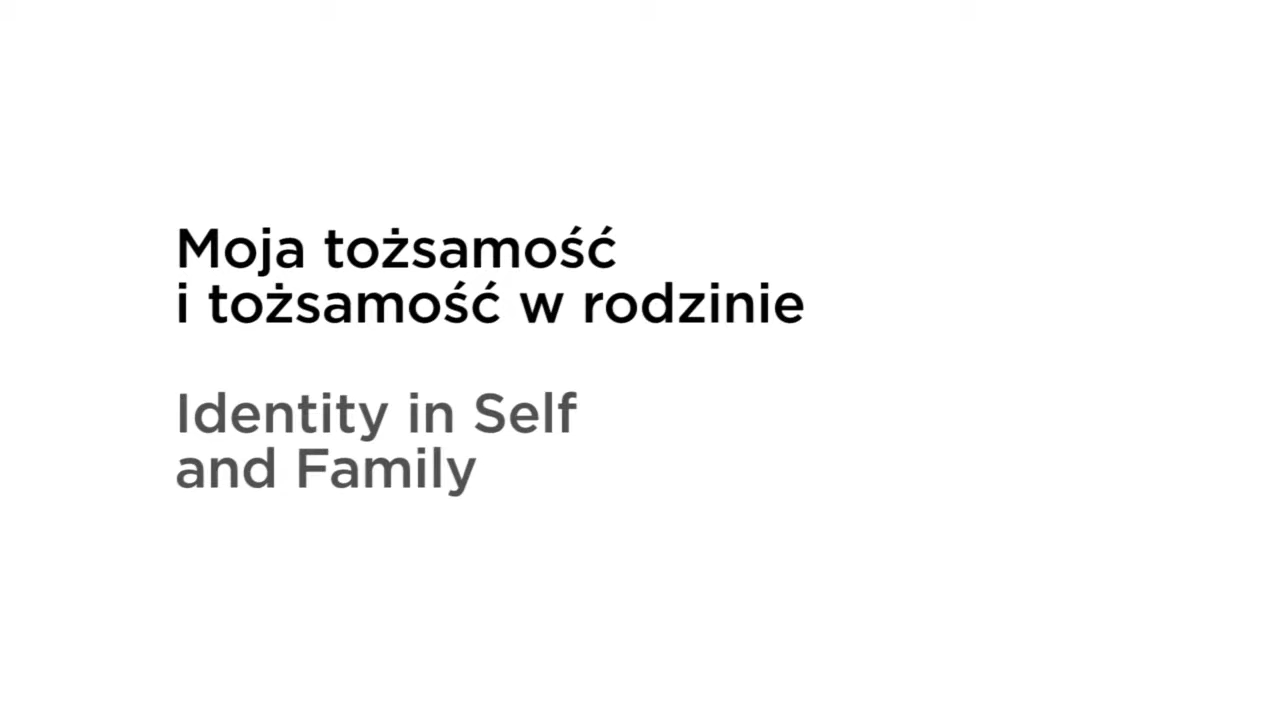 Moja tożsamość
i tożsamość w rodzinie
Identity in Self
and Family